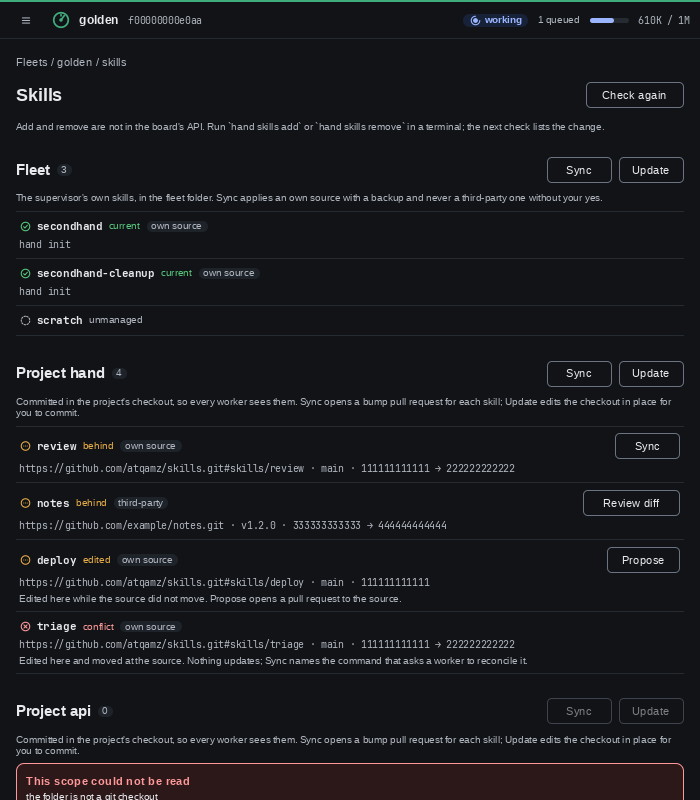 golden f00000000e0aa working 1 queued 610K / 1M
Fleets / golden / skills
Skills Check again
Add and remove are not in the board's API. Run `hand skills add` or `hand skills remove` in a terminal; the next check lists the change.
Fleet 3 Sync Update
The supervisor's own skills, in the fleet folder. Sync applies an own source with a backup and never a third-party one without your yes.
secondhand current own source
hand init
secondhand-cleanup current own source
hand init
scratch unmanaged
Project hand 4 Sync Update
Committed in the project's checkout, so every worker sees them. Sync opens a bump pull request for each skill; Update edits the checkout in place for
you to commit.
review behind own source Sync
https://github.com/atqamz/skills.git#skills/review · main · 111111111111 → 222222222222
notes behind third-party Review diff
https://github.com/example/notes.git · v1.2.0 · 333333333333 → 444444444444
deploy edited own source Propose
https://github.com/atqamz/skills.git#skills/deploy · main · 111111111111
Edited here while the source did not move. Propose opens a pull request to the source.
triage conflict own source
https://github.com/atqamz/skills.git#skills/triage · main · 111111111111 → 222222222222
Edited here and moved at the source. Nothing updates; Sync names the command that asks a worker to reconcile it.
Project api 0 Sync Update
Committed in the project's checkout, so every worker sees them. Sync opens a bump pull request for each skill; Update edits the checkout in place for
you to commit.
This scope could not be read
the folder is not a git checkout